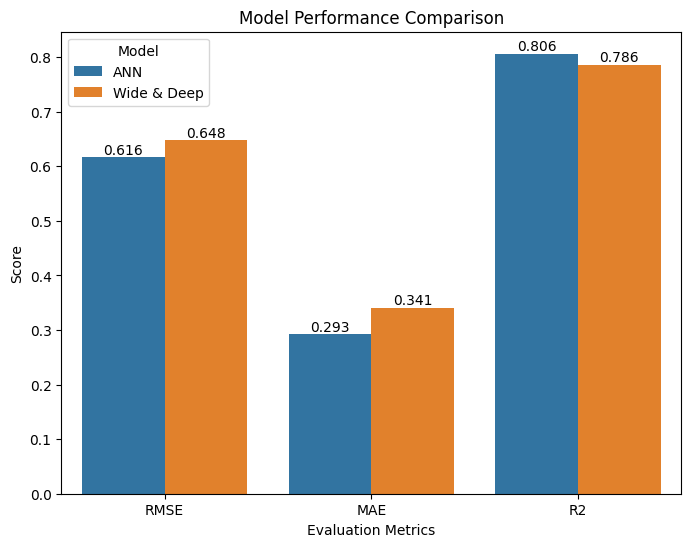 Model Performance Comparison
Model
ANN
Wide & Deep
0.616
0.648
0.293
0.341
0.806
0.786
Score
0.8
0.7
0.6
0.5
0.4
0.3
0.2
0.1
0.0
RMSE
MAE
R2
Evaluation Metrics